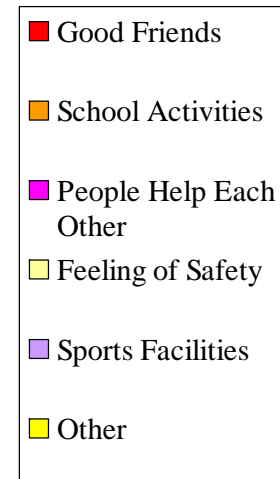 Good Friends
School Activities
People Help Each
Other
Feeling of Safety
Sports Facilities
Other